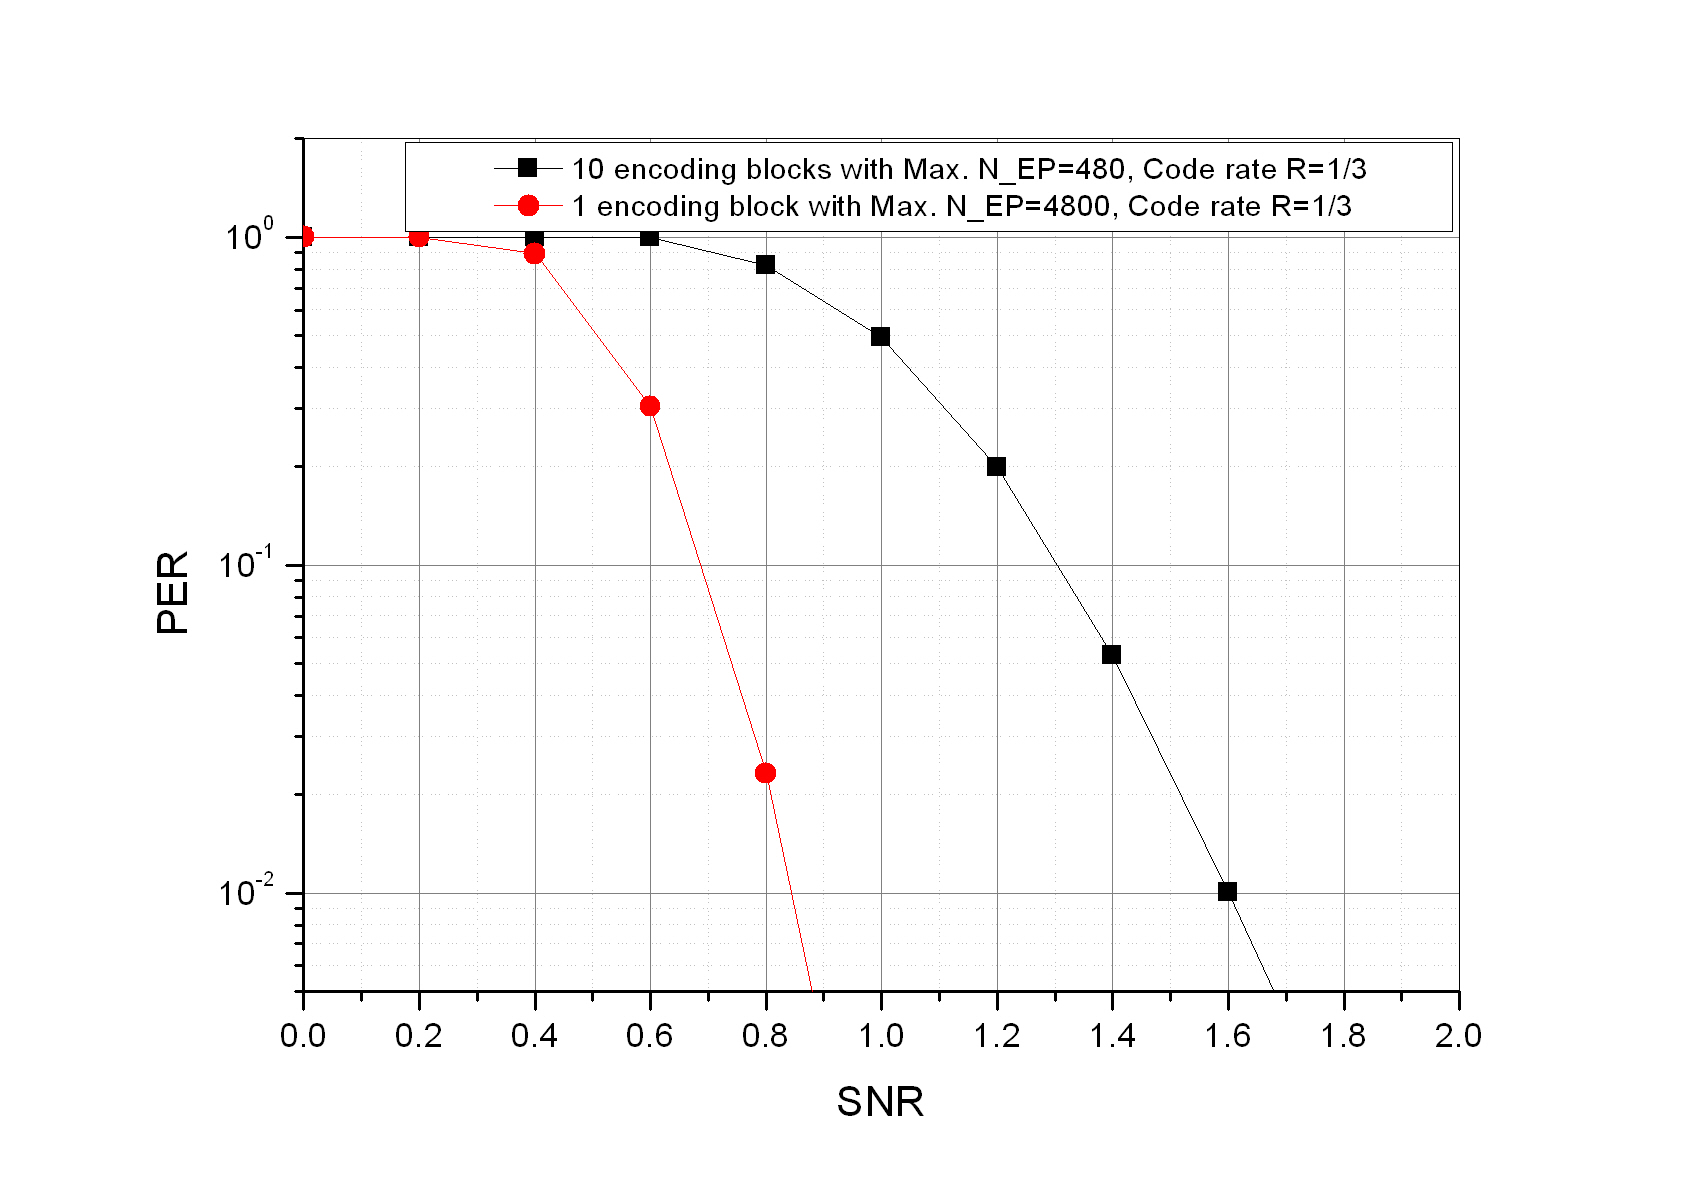 10 encoding blocks with Max. N_EP=480, Code rate R=1/3
1 encoding block with Max. N_EP=4800, Code rate R=1/3
10^0
10^-1
10^-2
PER
0.0 0.2 0.4 0.6 0.8 1.0 1.2 1.4 1.6 1.8 2.0
SNR